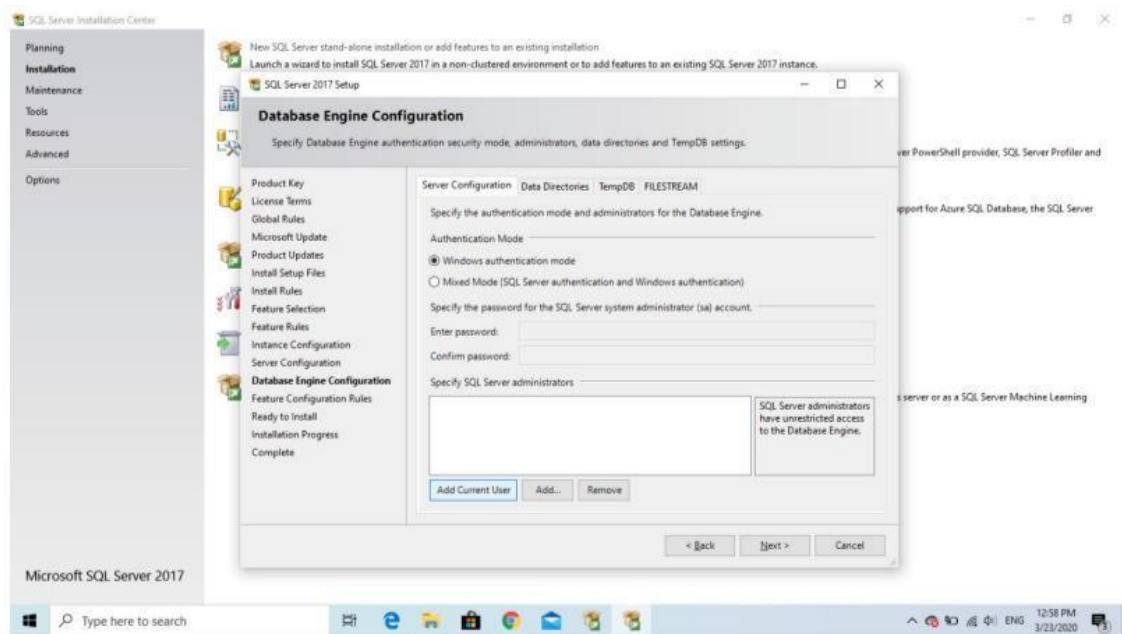 SQL Server Installation Center
Planning
Installation
Maintenance
Tools
Resources
Advanced
Options
Microsoft SQL Server 2017
New SQL Server stand-alone installation or add features to an existing installation
Launch a wizard to install SQL Server 2017 in a non-clustered environment or to add features to an existing SQL Server 2017 instance.
PowerShell provider, SQL Server Profiler and
for Azure SQL Database, the SQL Server
server or as a SQL Server Machine Learning
SQL Server 2017 Setup
Database Engine Configuration
Specify Database Engine authentication security mode, administrators, data directories and TempDB settings.
Product Key
License Terms
Global Rules
Microsoft Update
Product Updates
Install Setup Files
Install Rules
Feature Selection
Feature Rules
Instance Configuration
Server Configuration
Database Engine Configuration
Feature Configuration Rules
Ready to Install
Installation Progress
Complete
Server Configuration Data Directories TempDB FILESTREAM
Specify the authentication mode and administrators for the Database Engine.
Authentication Mode
Windows authentication mode
Mixed Mode (SQL Server authentication and Windows authentication)
Specify the password for the SQL Server system administrator (sa) account.
Enter password:
Confirm password:
Specify SQL Server administrators
SQL Server administrators
have unrestricted access
to the Database Engine.
Add Current User Add... Remove
< Back Next > Cancel
Type here to search
ENG
12:58 PM
3/23/2020